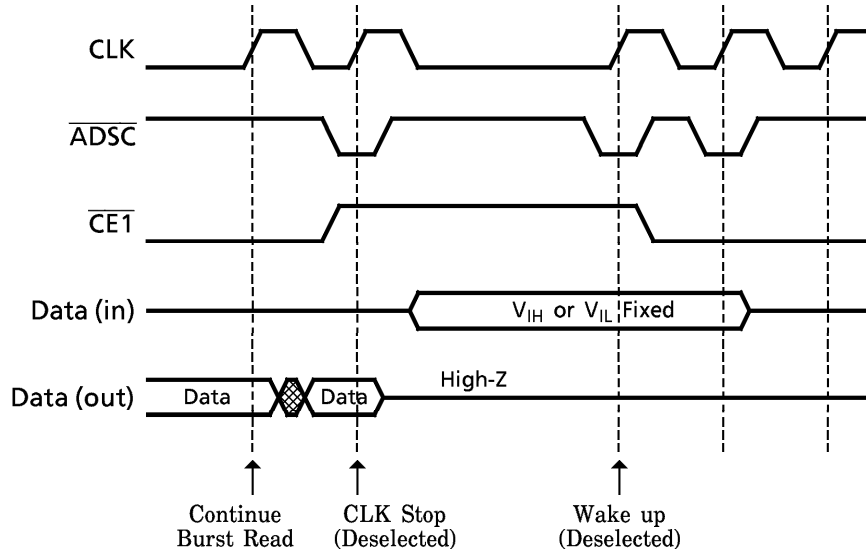 CLK
ADSC
CE1
Data (in)
VIH or VIL Fixed
Data (out)
Data
Data
High-Z
Continue
Burst Read
CLK Stop
(Deselected)
Wake up
(Deselected)